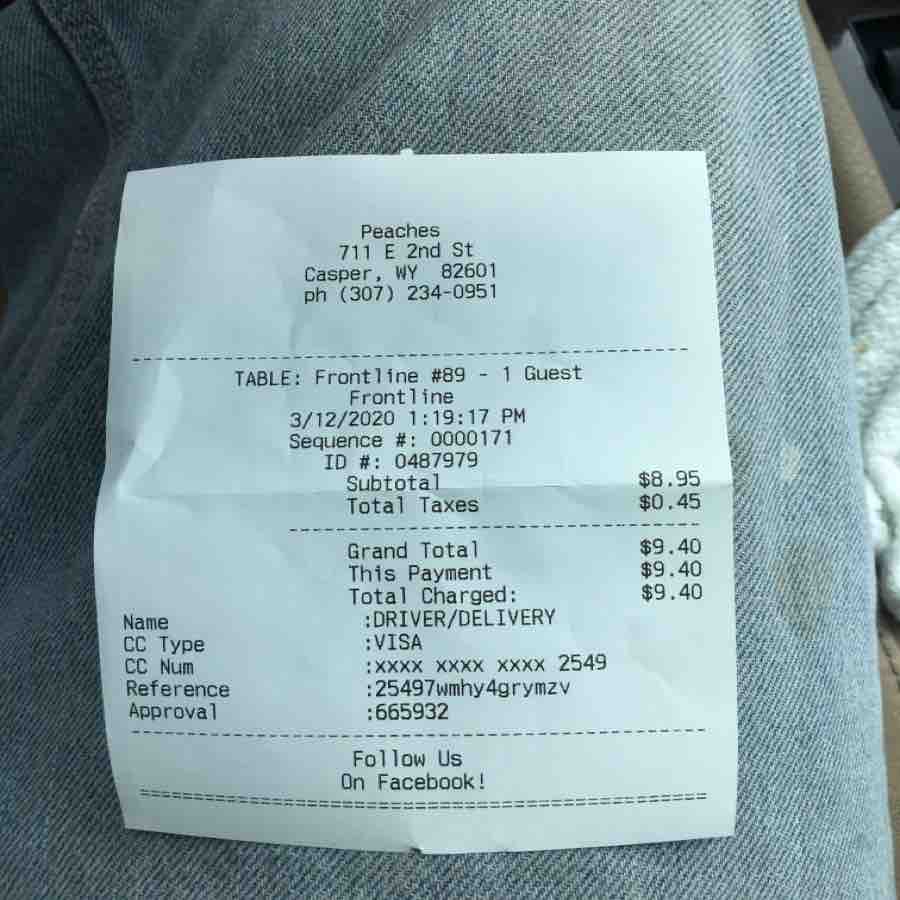 Peaches
711 E 2nd St
Casper, WY  82601
ph (307) 234-0951
TABLE: Frontline #89 - 1 Guest
Frontline
3/12/2020 1:19:17 PM
Sequence #: 0000171
ID #: 0487979
Subtotal $8.95
Total Taxes $0.45
Grand Total $9.40
This Payment $9.40
Total Charged: $9.40
Name :DRIVER/DELIVERY
CC Type :VISA
CC Num :xxxx xxxx xxxx 2549
Reference :25497wmhy4grymzv
Approval :665932
Follow Us
On Facebook!